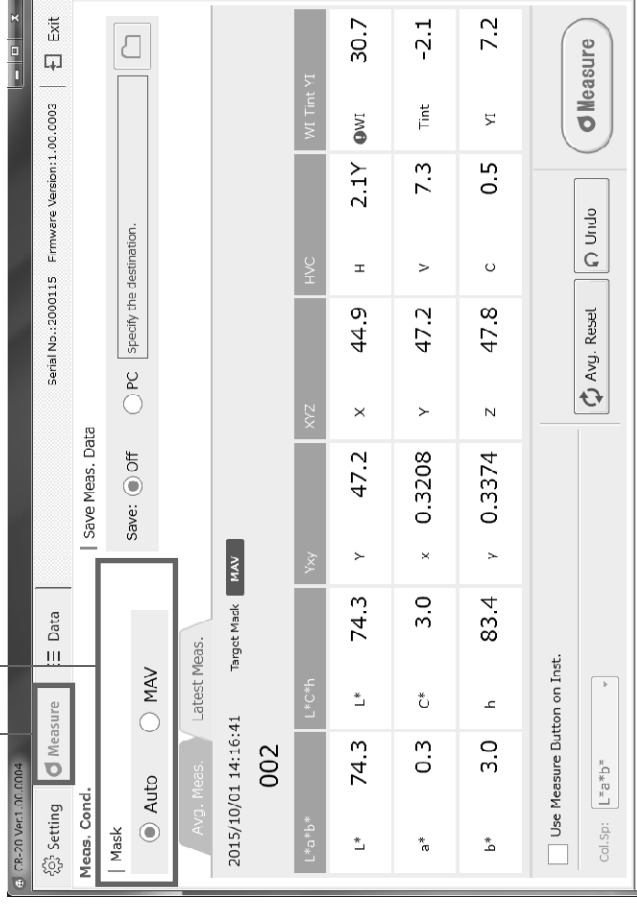 CR-20 Ver.1.00.0004
Setting Measure Data Serial No.:2000115 Firmware Version:1.00.0003 Exit
Meas. Cond.
Mask
Auto MAV
Save Meas. Data
Save: Off PC Specify the destination.
Avg. Meas. Latest Meas.
2015/10/01 14:16:41 Target Mask MAV
002
L*a*b* L*C*h Yxy XYZ HVC WI Tint YI
L* 74.3 L* 74.3 Y 47.2 X 44.9 H 2.1Y WI 30.7
a* 0.3 C* 3.0 x 0.3208 Y 47.2 V 7.3 Tint -2.1
b* 3.0 h 83.4 y 0.3374 Z 47.8 C 0.5 YI 7.2
Use Measure Button on Inst.
Col.Sp: L*a*b*
Avg. Reset Undo Measure